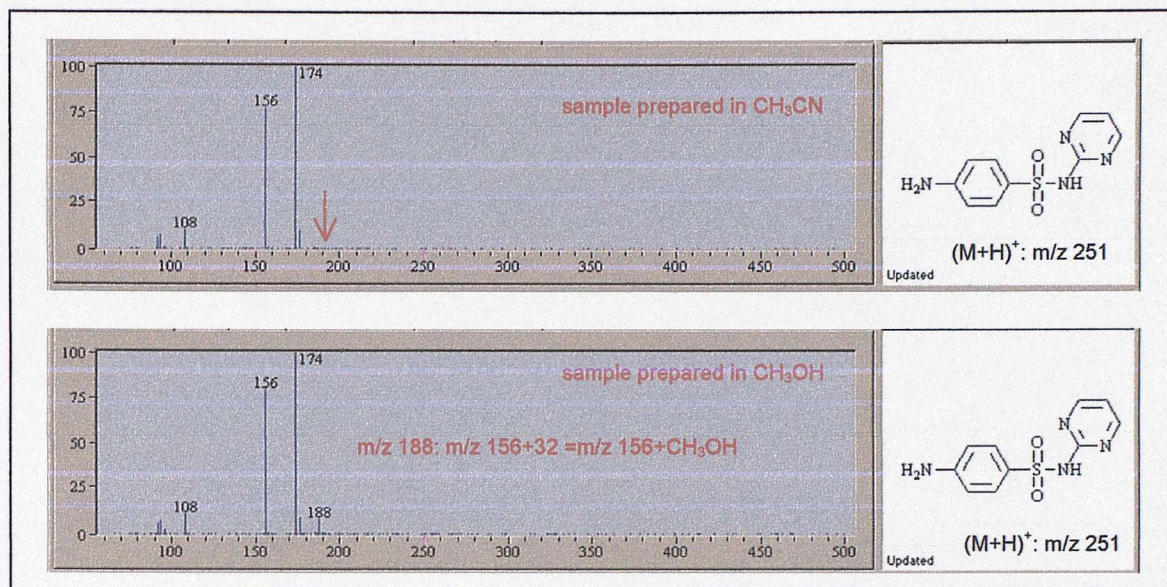 100
75
50
25
0
174
156
108
sample prepared in CH₃CN
100 150 200 250 300 350 400 450 500
H₂N
O
S
O
NH
N
N
(M+H)⁺: m/z 251
Updated
100
75
50
25
0
174
156
108
188
sample prepared in CH₃OH
m/z 188: m/z 156+32 =m/z 156+CH₃OH
100 150 200 250 300 350 400 450 500
H₂N
O
S
O
NH
N
N
(M+H)⁺: m/z 251
Updated